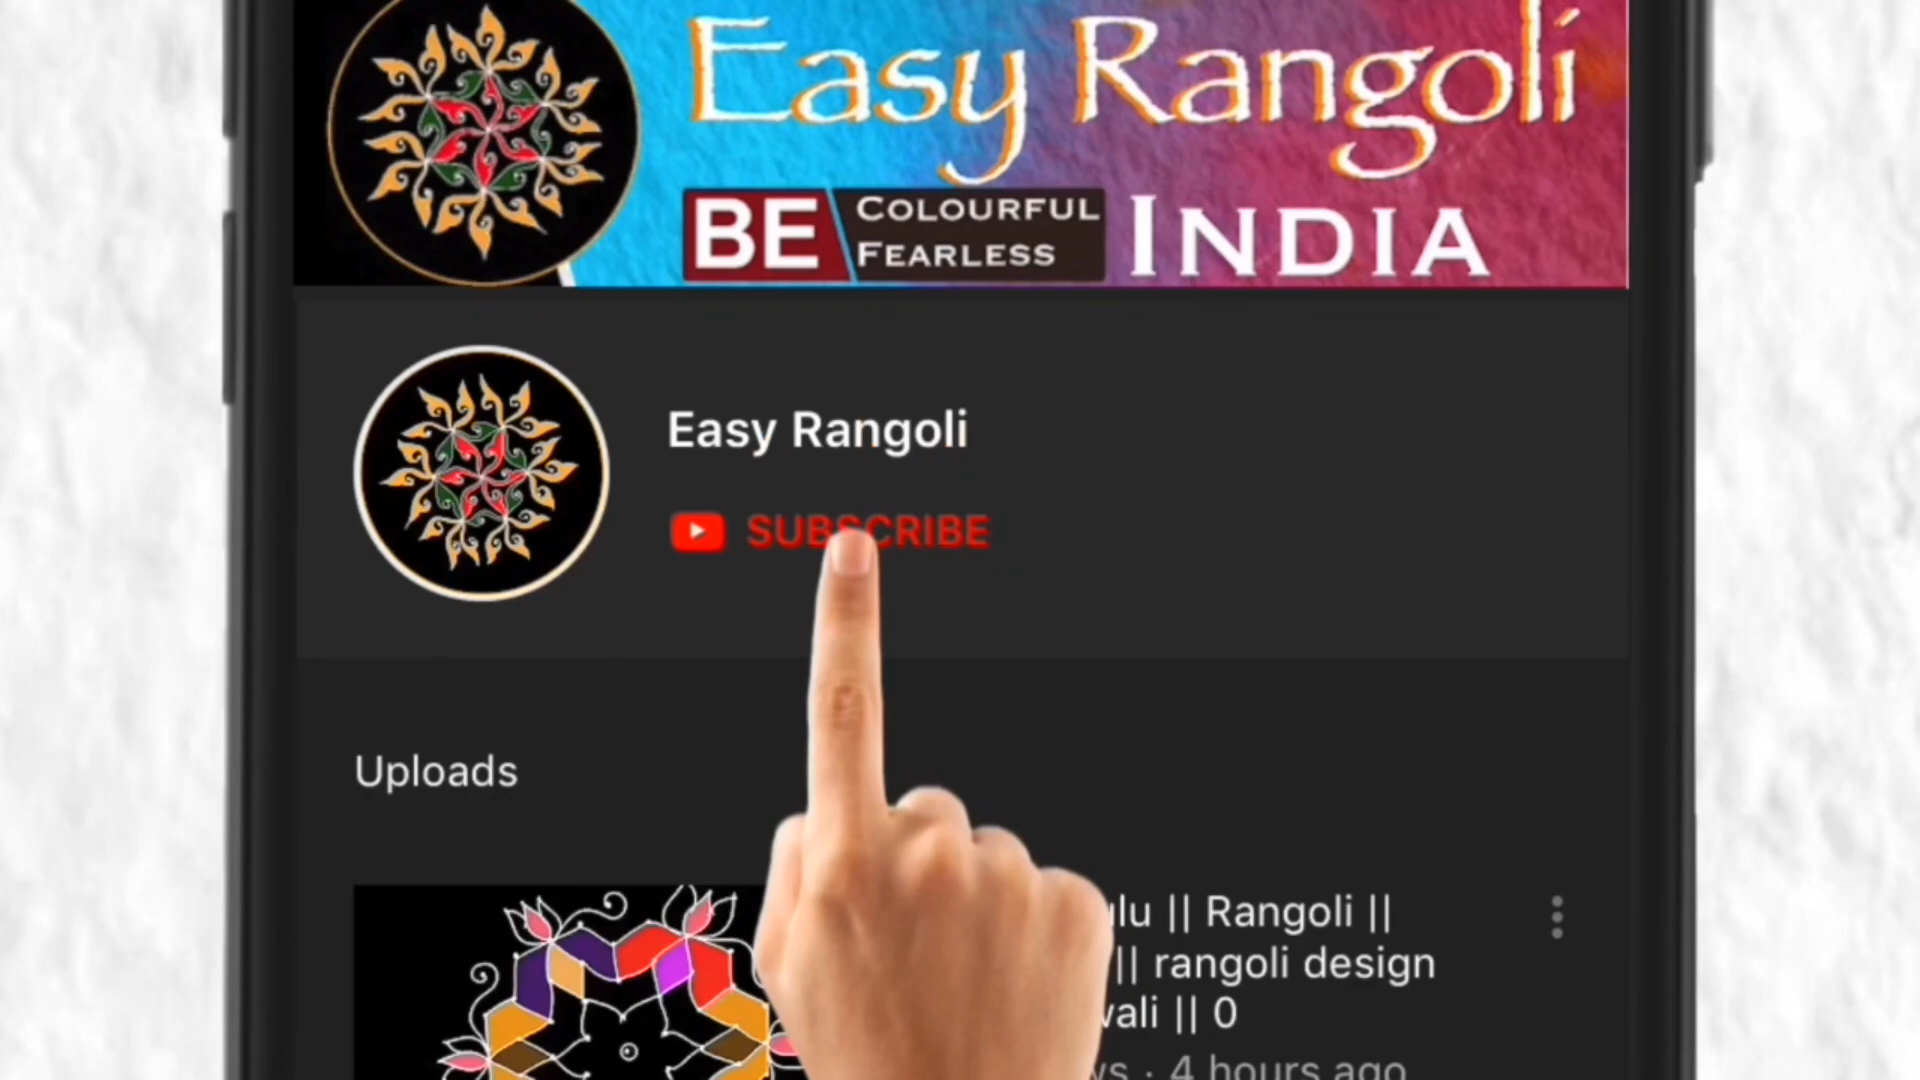 Easy Rangoli
BE COLOURFUL FEARLESS INDIA
Easy Rangoli
SUBSCRIBE
Uploads
|| Rangoli ||
|| rangoli design
|| 0
4 hours ago